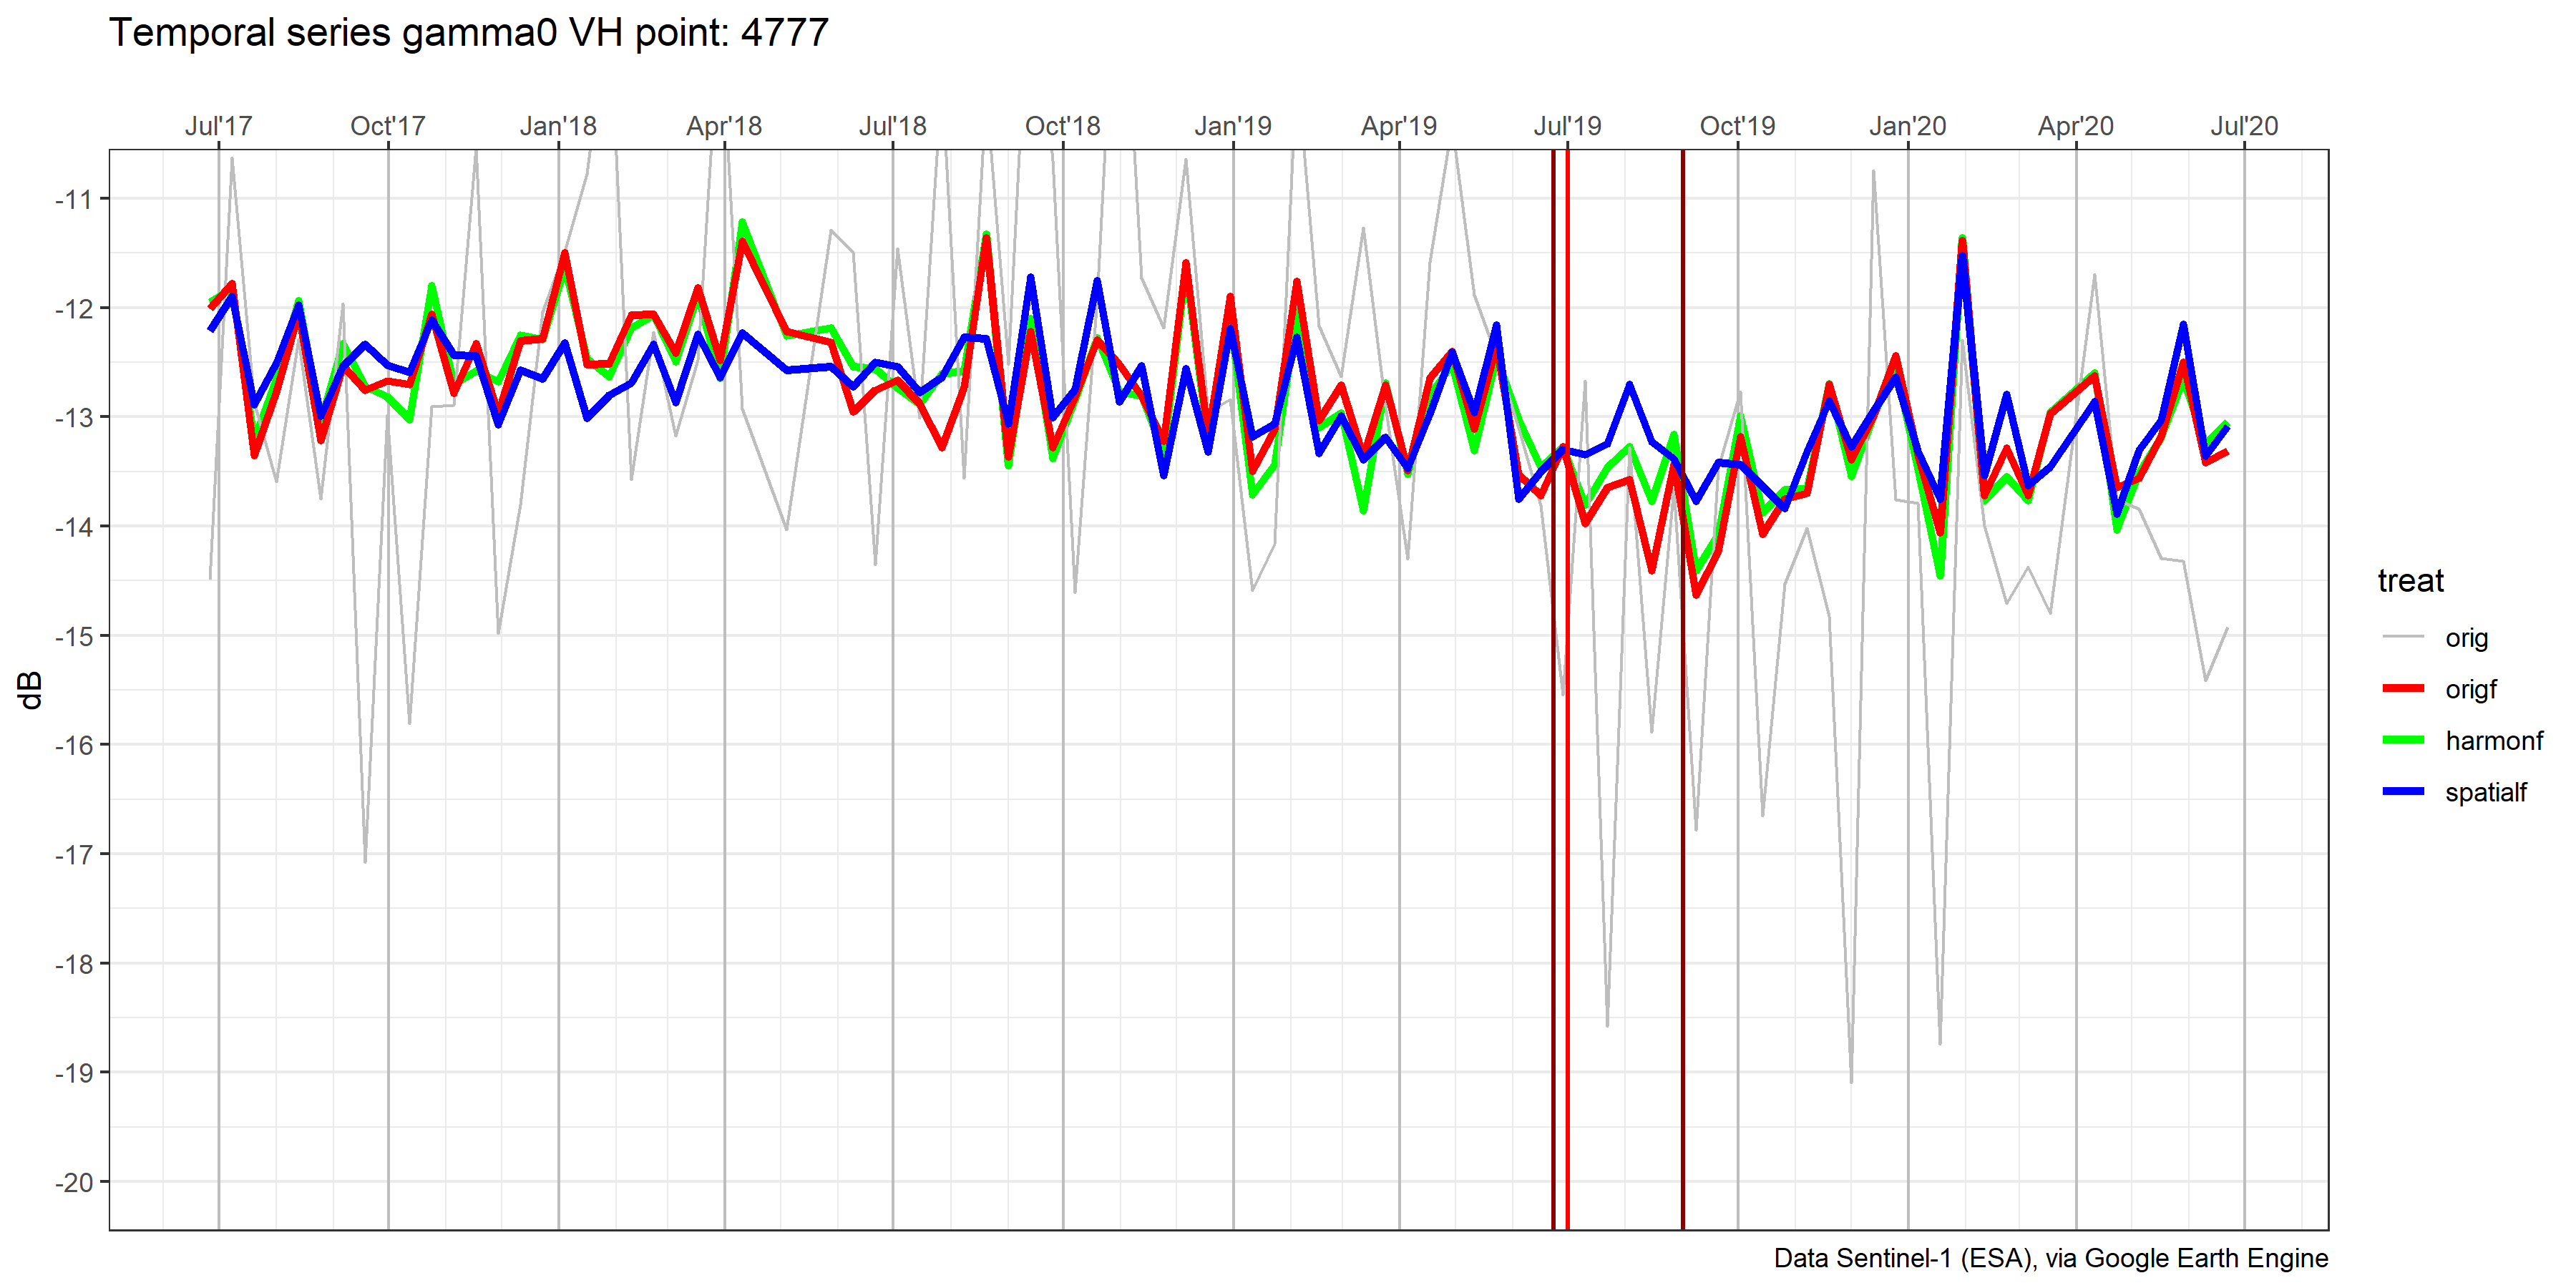 Temporal series gamma0 VH point: 4777
Jul'17 Oct'17 Jan'18 Apr'18 Jul'18 Oct'18 Jan'19 Apr'19 Jul'19 Oct'19 Jan'20 Apr'20 Jul'20
-11
-12
-13
-14
-15
-16
-17
-18
-19
-20
dB
treat
orig
origf
harmonf
spatialf
Data Sentinel-1 (ESA), via Google Earth Engine